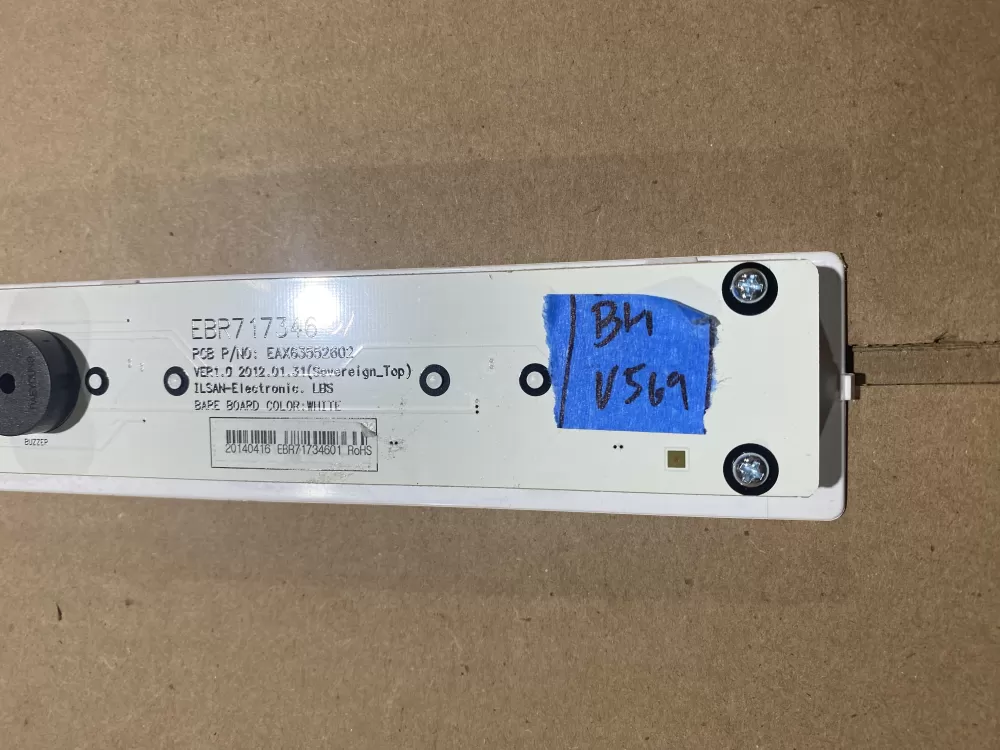 EBR717346
PCB P/NO: EAX63552602
VER1.0 2012.01.31(Sovereign_Top)
ILSAN-Electronic. LBS
BARE BOARD COLOR:WHITE
20140416 EBR71734601 RoHS
BUZZER
V569